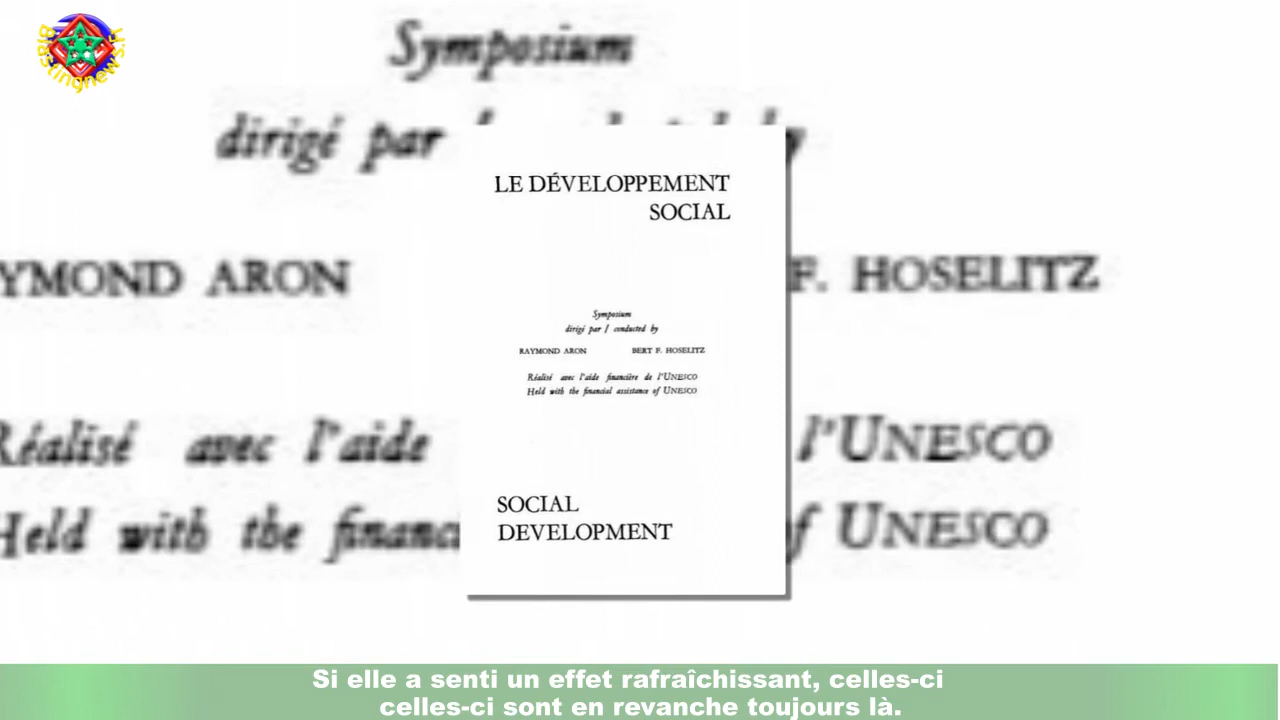 Blastingnews.fr
Symposium
dirigé par /
YMOND ARON
F. HOSELITZ
Réalisé avec l'aide
l'UNESCO
Held with the financ
of UNESCO
LE DÉVELOPPEMENT
SOCIAL
Symposium
dirigé par / conducted by
RAYMOND ARON BERT F. HOSELITZ
Réalisé avec l'aide financière de l'UNESCO
Held with the financial assistance of UNESCO
SOCIAL
DEVELOPMENT
Si elle a senti un effet rafraîchissant, celles-ci
celles-ci sont en revanche toujours là.